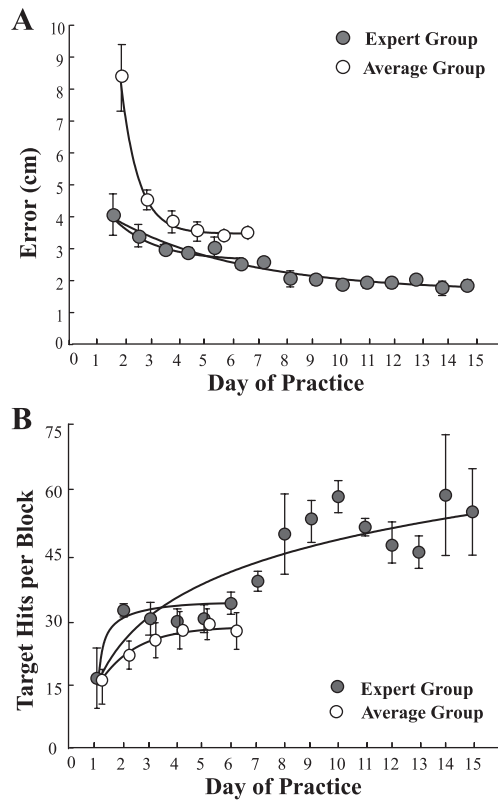 A
10
9
8
7
6
5
4
3
2
1
0
Error (cm)
Expert Group
Average Group
0 1 2 3 4 5 6 7 8 9 10 11 12 13 14 15
Day of Practice
B
75
60
45
30
15
0
Target Hits per Block
Expert Group
Average Group
0 1 2 3 4 5 6 7 8 9 10 11 12 13 14 15
Day of Practice